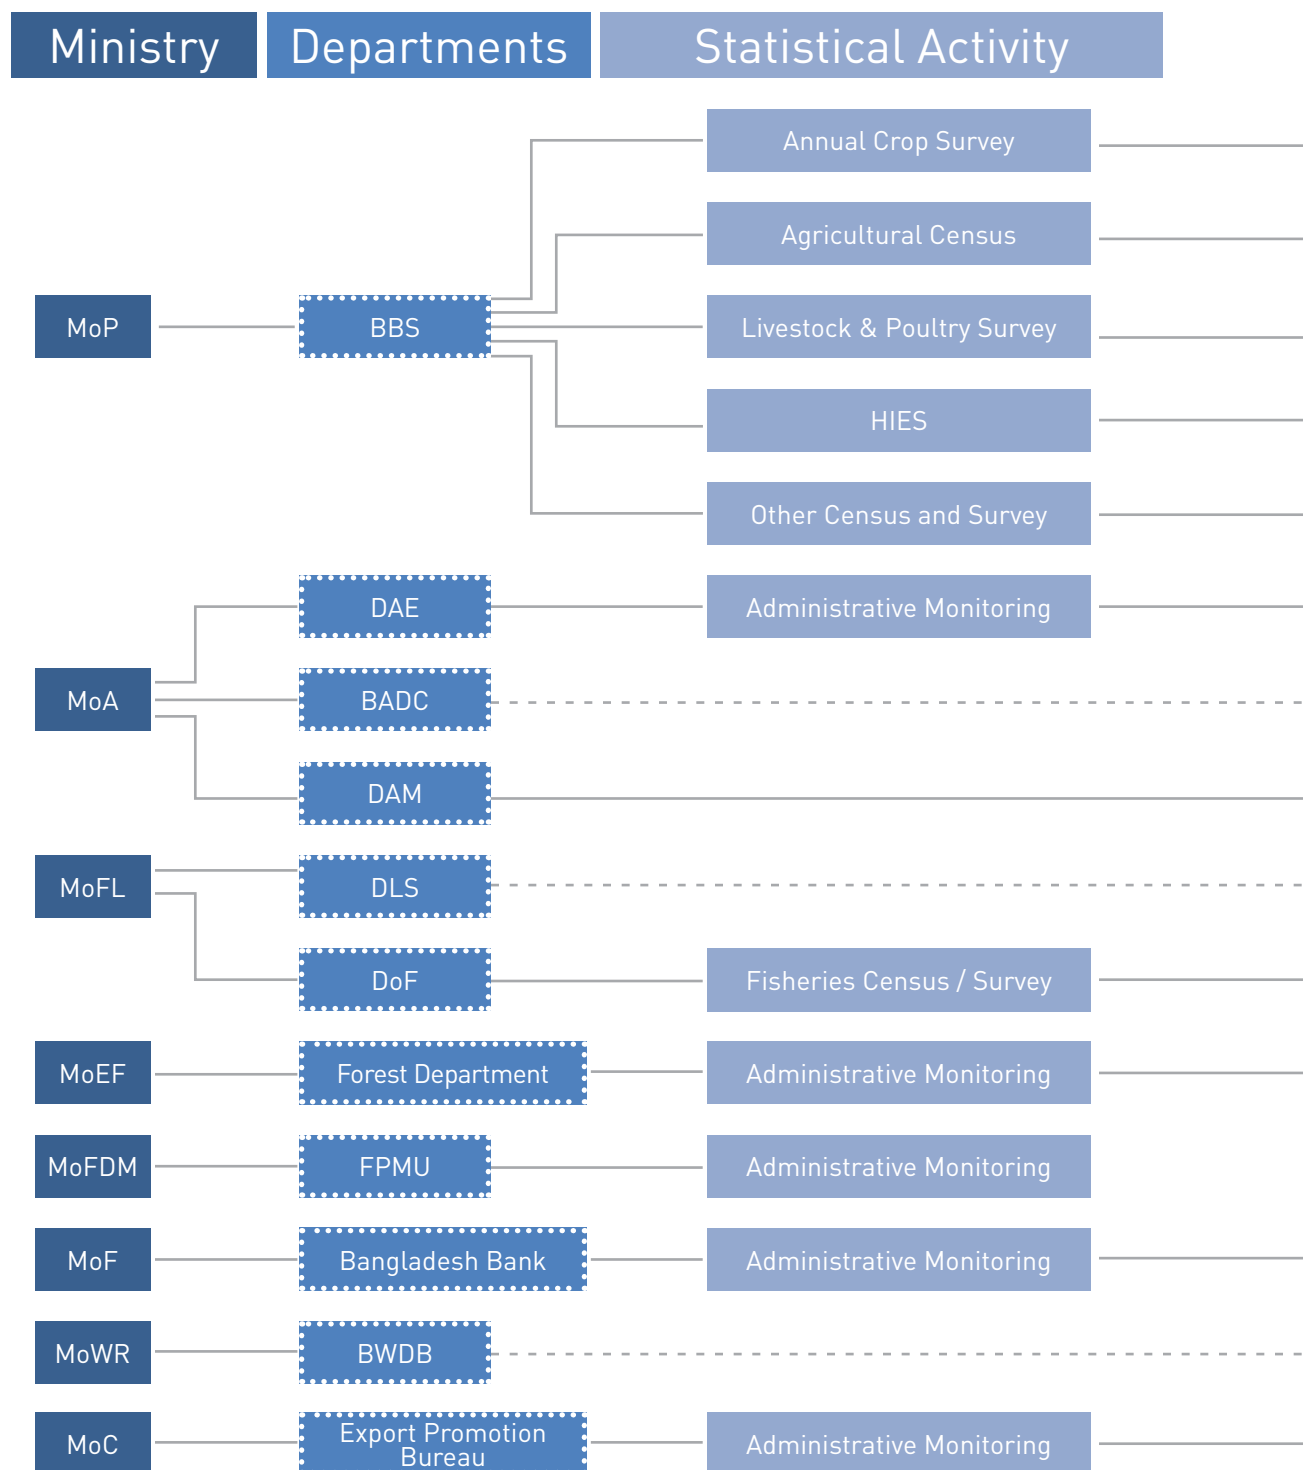 Ministry Departments Statistical Activity
Annual Crop Survey
Agricultural Census
MoP BBS Livestock & Poultry Survey
HIES
Other Census and Survey
DAE Administrative Monitoring
MoA BADC
DAM
MoFL DLS
DoF Fisheries Census / Survey
MoEF Forest Department Administrative Monitoring
MoFDM FPMU Administrative Monitoring
MoF Bangladesh Bank Administrative Monitoring
MoWR BWDB
MoC Export Promotion Bureau Administrative Monitoring